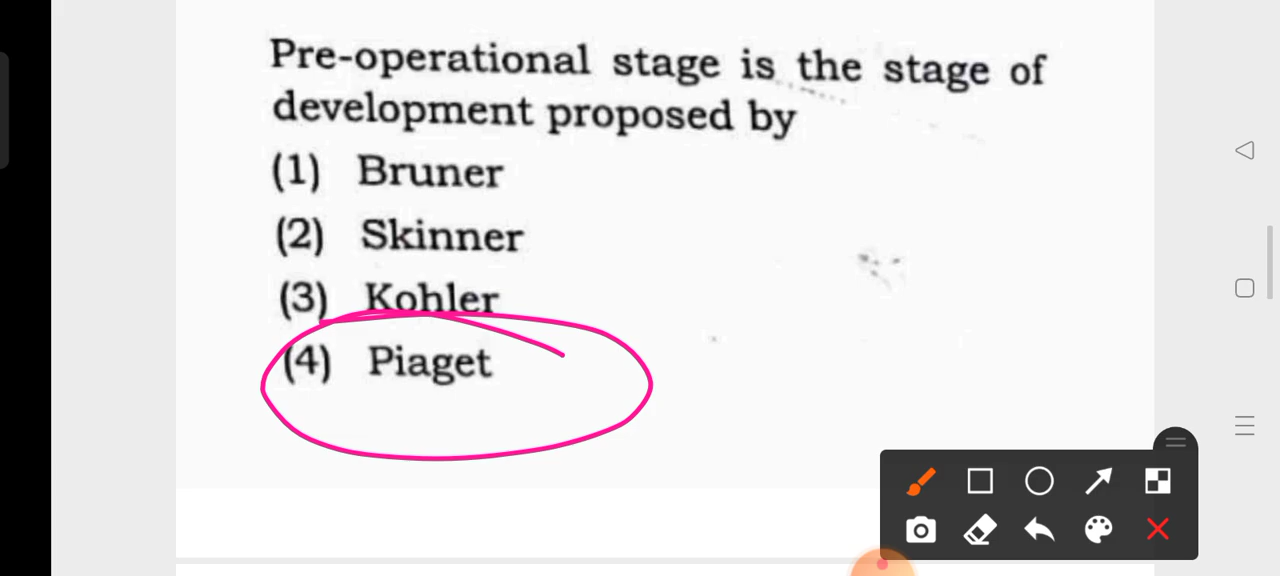 Pre-operational stage is the stage of
development proposed by
(1) Bruner
(2) Skinner
(3) Kohler
(4) Piaget